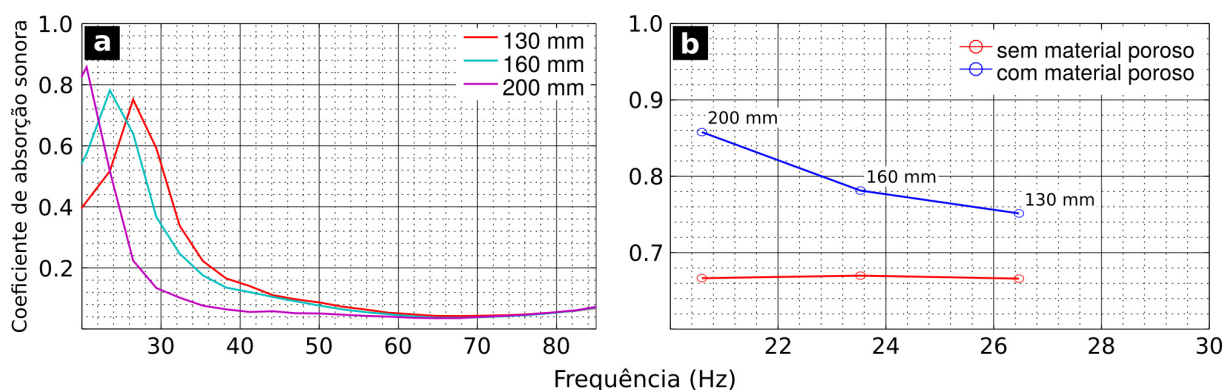 Coeficiente de absorção sonora
a
1.0
0.8
0.6
0.4
0.2
130 mm
160 mm
200 mm
30
40
50
60
70
80
b
1.0
0.9
0.8
0.7
sem material poroso
com material poroso
200 mm
160 mm
130 mm
22
24
26
28
30
Frequência (Hz)